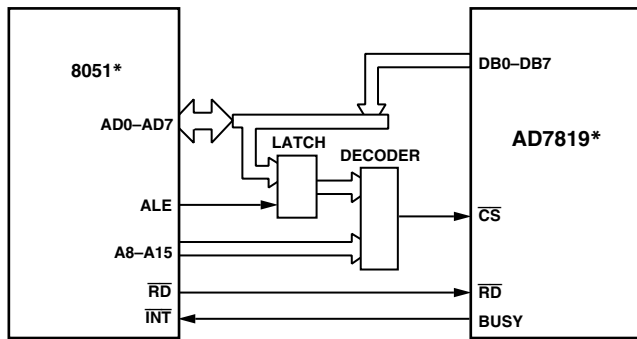 8051*
AD0–AD7
ALE
A8–A15
RD
INT
LATCH
DECODER
AD7819*
DB0–DB7
CS
RD
BUSY